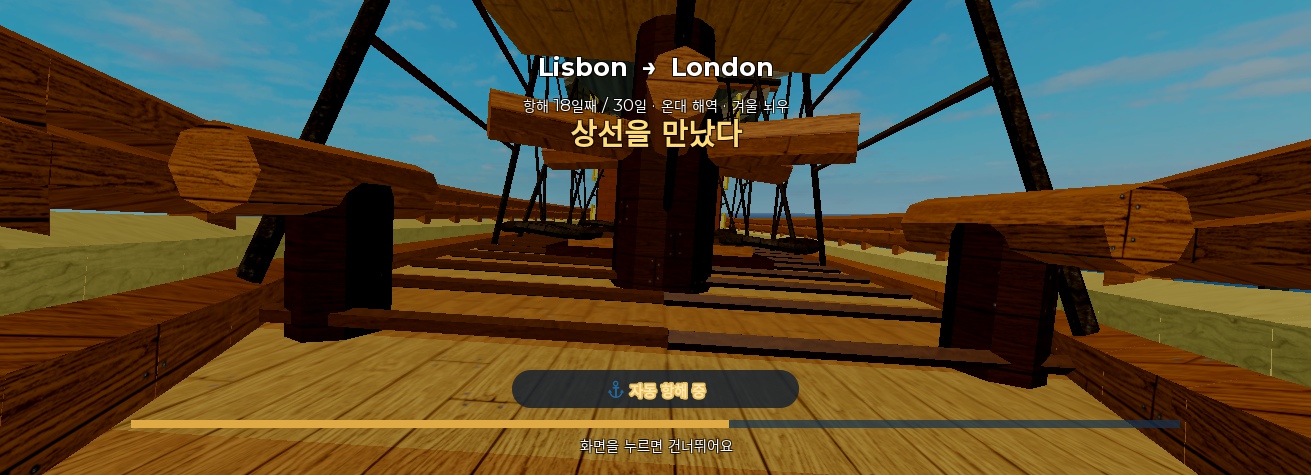 Lisbon → London
항해 18일째 / 30일 · 온대 해역 · 겨울 뇌우
상선을 만났다
⚓ 자동 항해 중
화면을 누르면 건너뛰어요